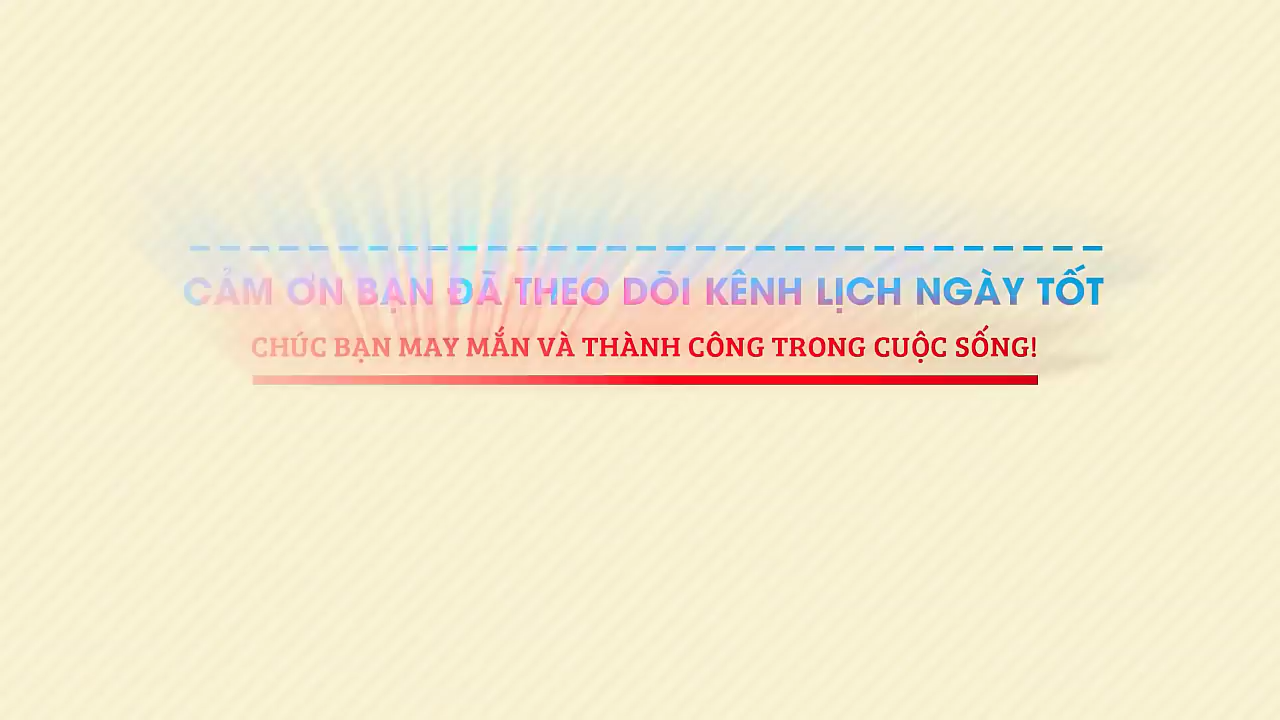 CẢM ƠN BẠN ĐÃ THEO DÕI KÊNH LỊCH NGÀY TỐT
CHÚC BẠN MAY MẮN VÀ THÀNH CÔNG TRONG CUỘC SỐNG!